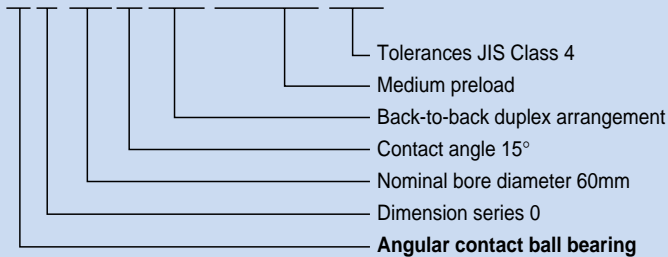 Tolerances JIS Class 4
Medium preload
Back-to-back duplex arrangement
Contact angle 15°
Nominal bore diameter 60mm
Dimension series 0
Angular contact ball bearing